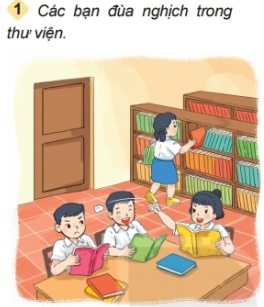 1 Các bạn đùa nghịch trong
thư viện.